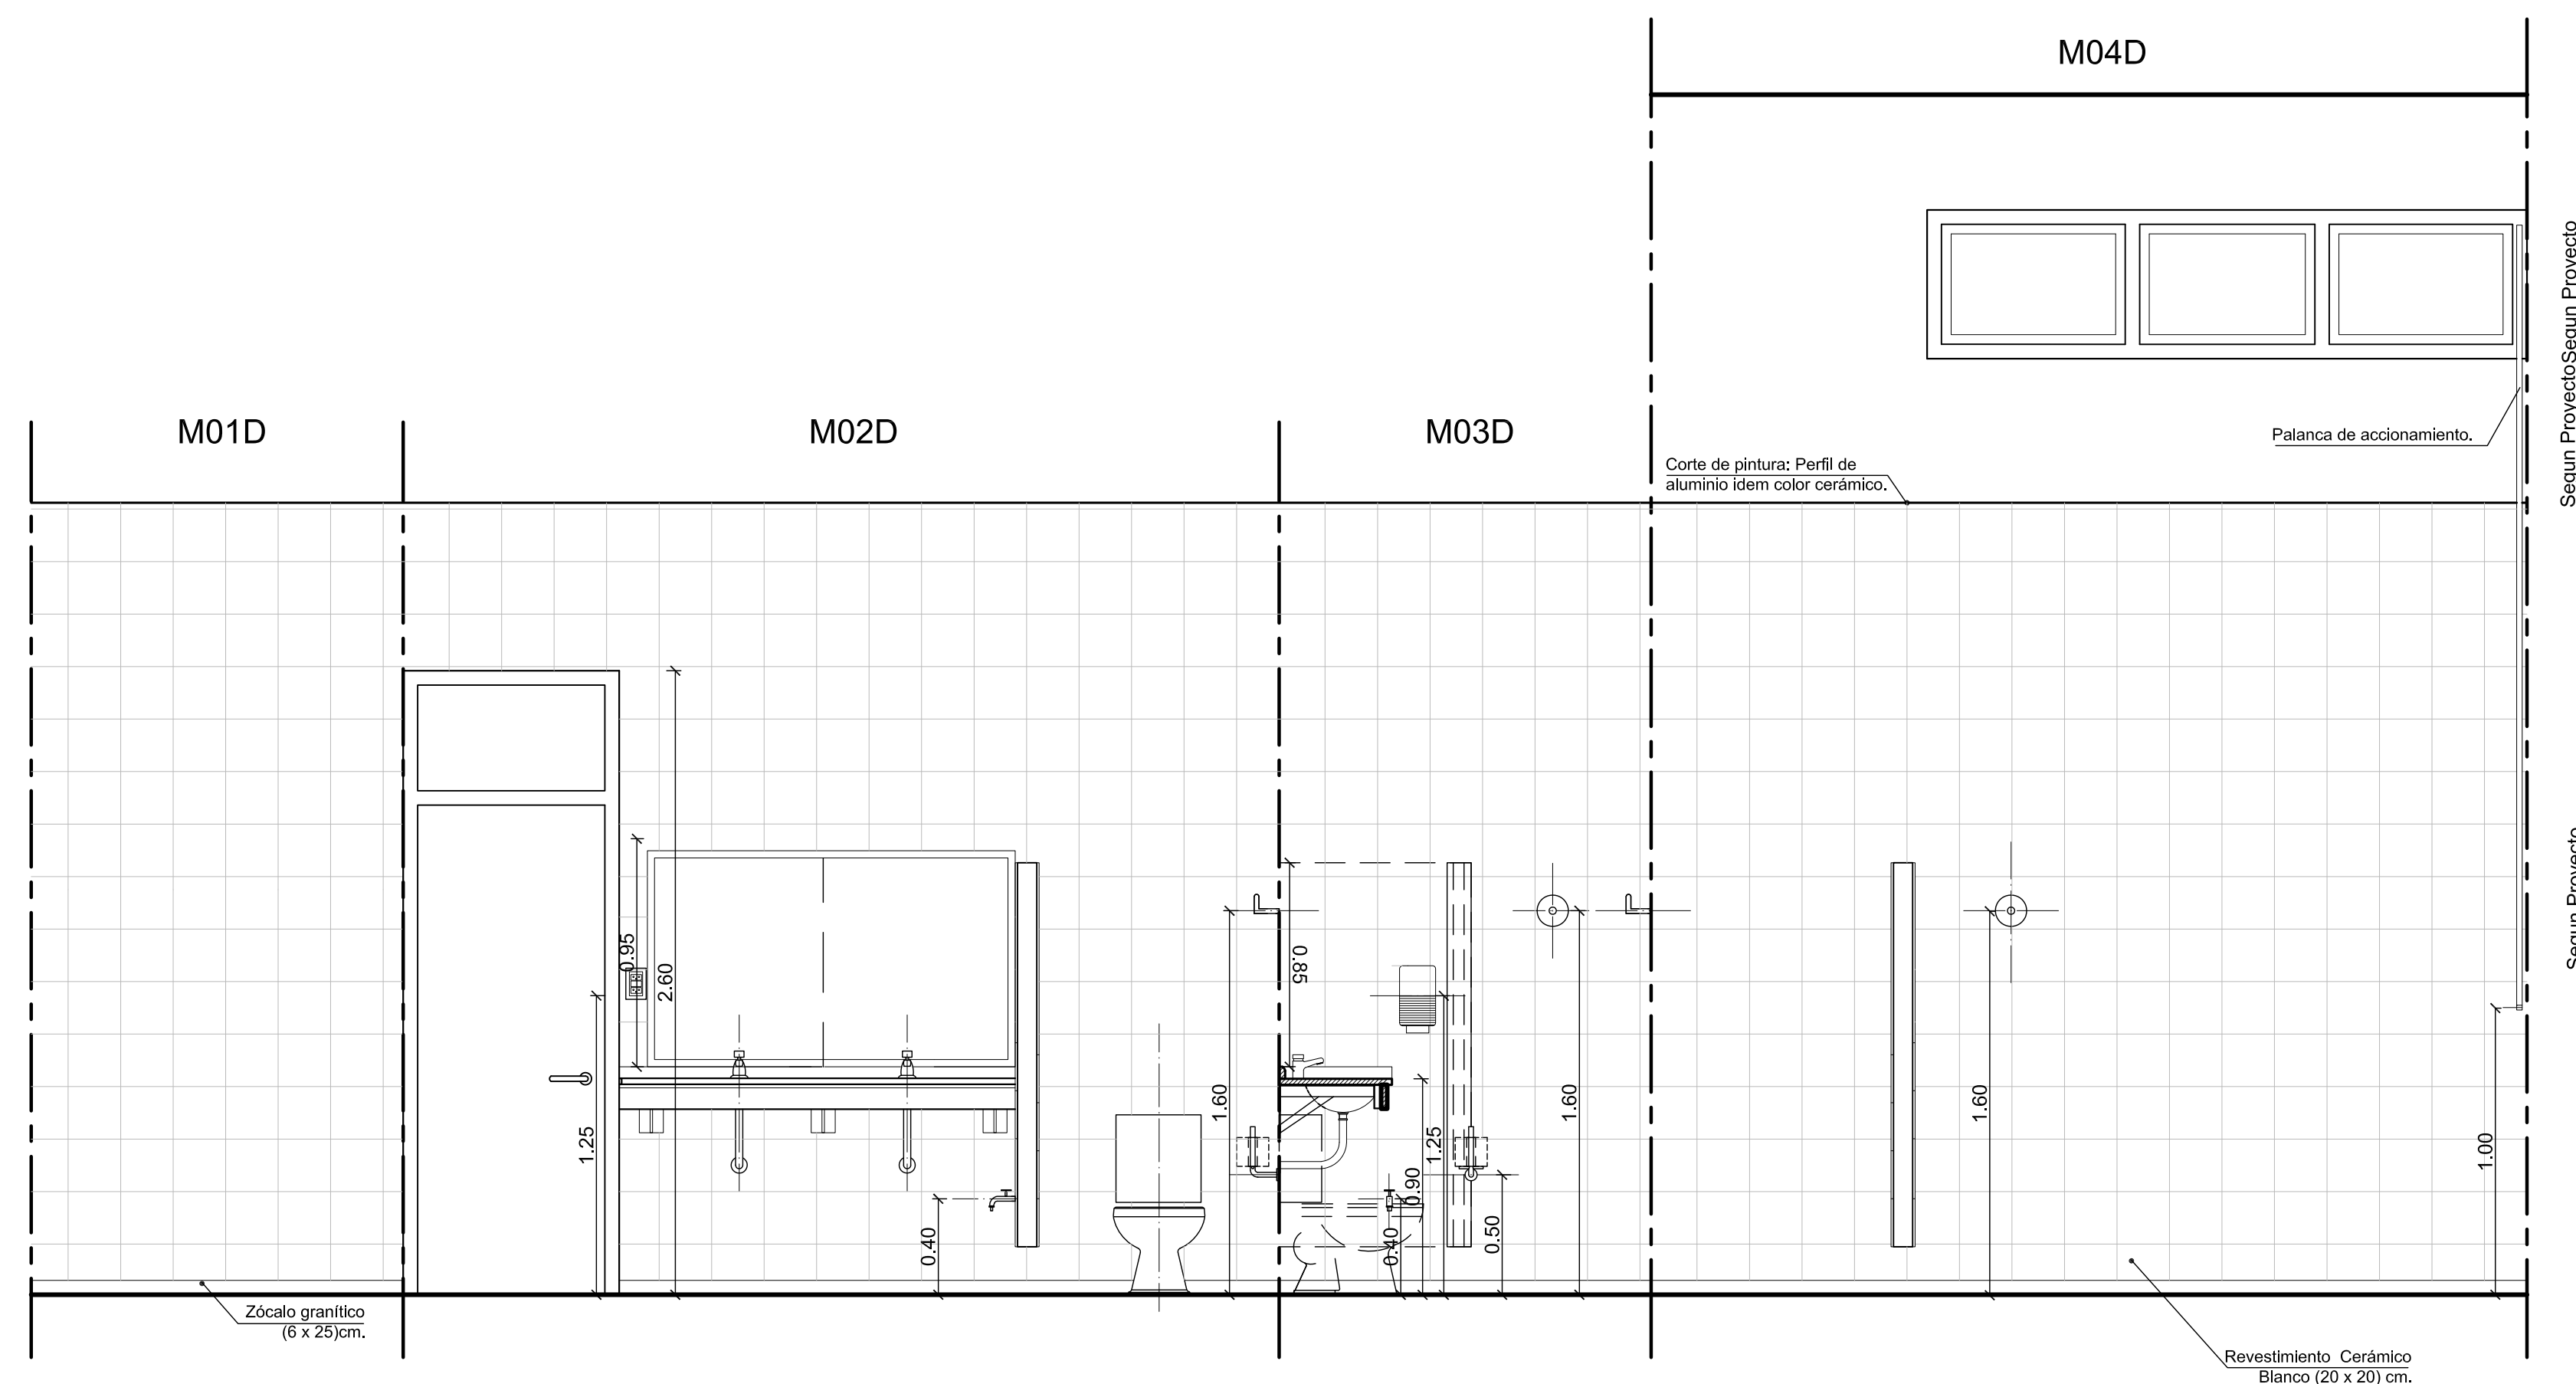 M04D
Segun Proyecto
Segun Proyecto
M01D
M02D
M03D
Palanca de accionamiento.
Corte de pintura: Perfil de
aluminio idem color cerámico.
Segun Proyecto
0.95
2.60
0.85
1.25
1.60
1.25
1.60
1.60
1.00
0.90
0.40
0.40
0.50
Zócalo granítico
(6 x 25)cm.
Revestimiento Cerámico
Blanco (20 x 20) cm.